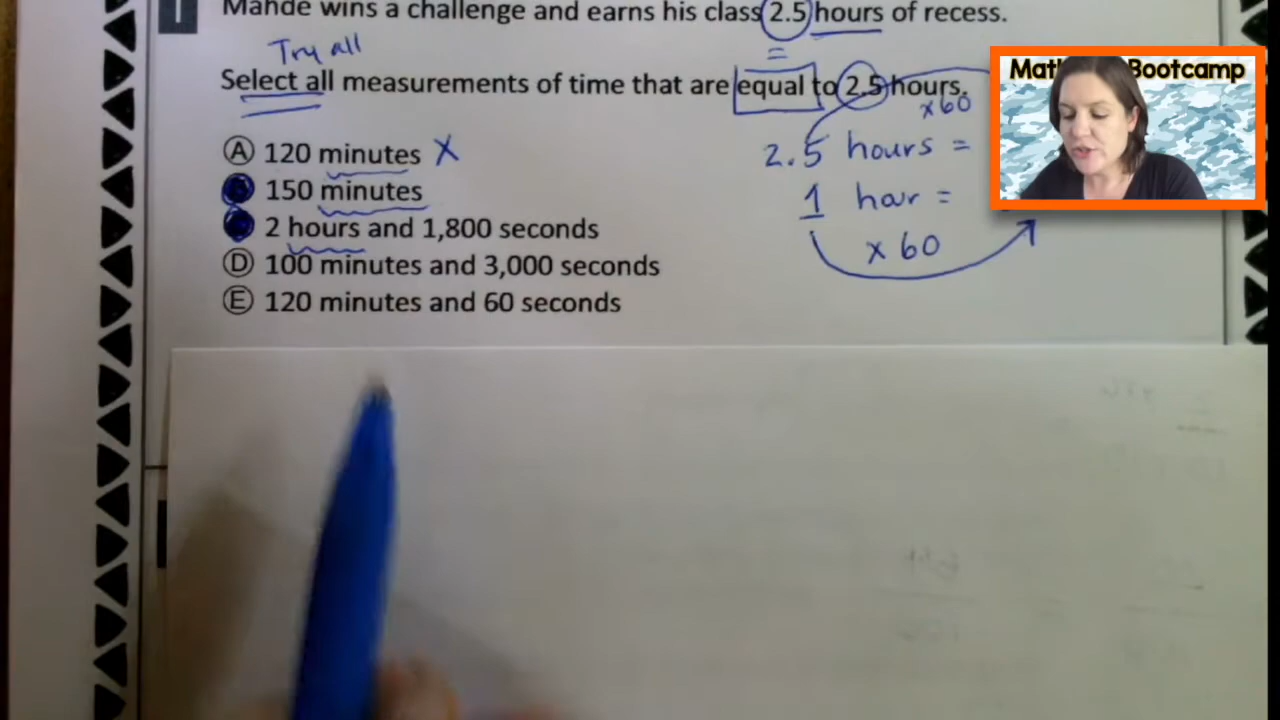 Mande wins a challenge and earns his class 2.5 hours of recess.
Try all
=
Select all measurements of time that are equal to 2.5 hours.
x60
A 120 minutes X
150 minutes
2 hours and 1,800 seconds
D 100 minutes and 3,000 seconds
E 120 minutes and 60 seconds
2.5 hours =
1 hour =
x 60
Bootcamp